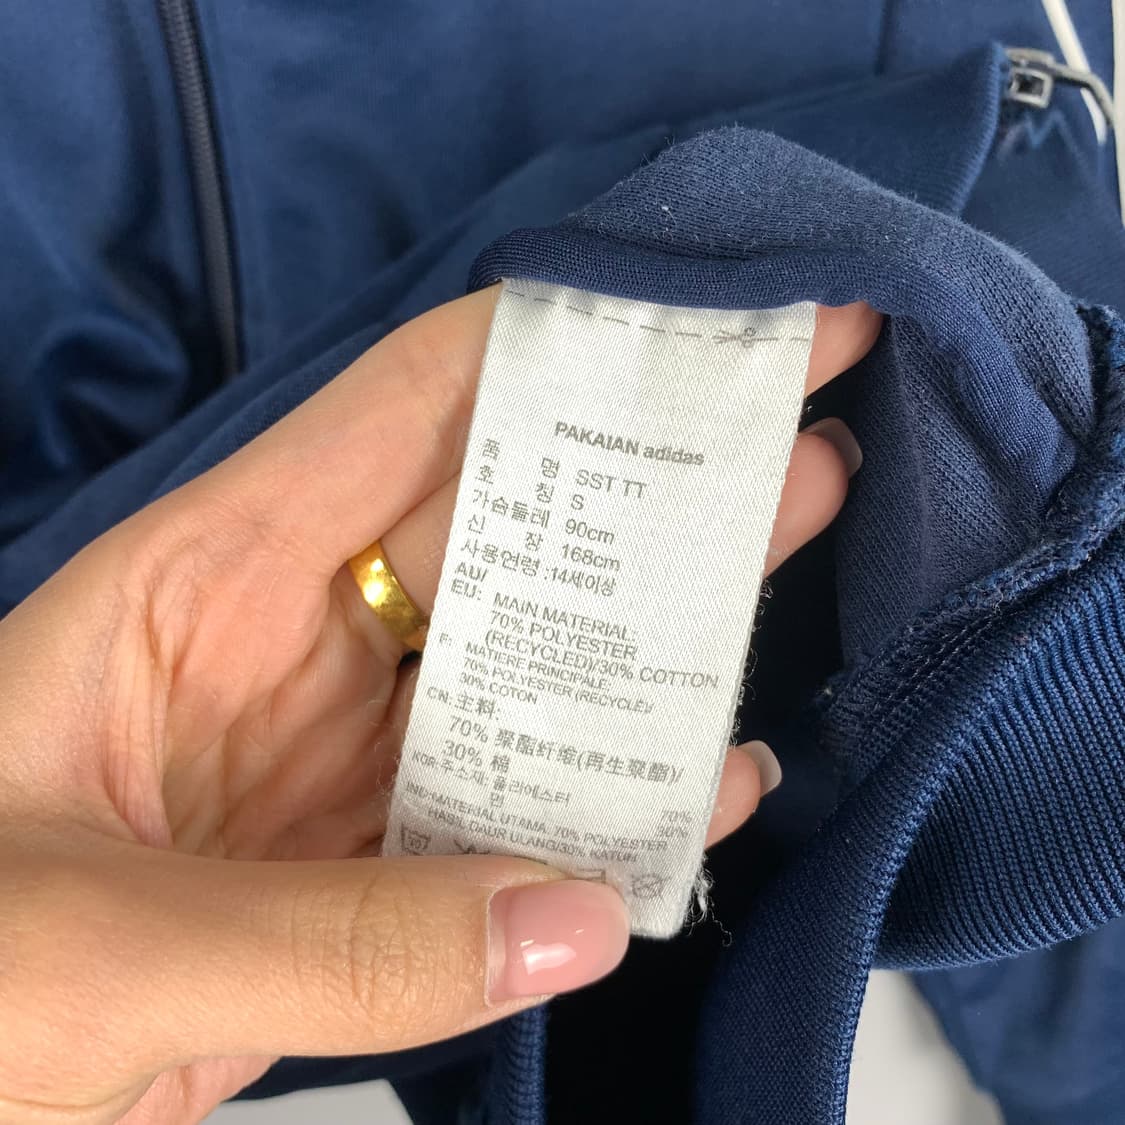 PAKAIAN adidas
품 명 SST TT
호 칭 S
가슴둘레 90cm
신 장 168cm
사용연령 :14세이상
AU/
EU: MAIN MATERIAL:
70% POLYESTER
(RECYCLED)/30% COTTON
F: MATIERE PRINCIPALE:
70% POLYESTER (RECYCLE)/
30% COTON
CN: 主料:
70% 聚酯纤维(再生聚酯)/
30% 棉
KOR: 주소재: 폴리에스터 70%
면 30%
IND:MATERIAL UTAMA: 70% POLYESTER
HASIL DAUR ULANG/30% KATUN